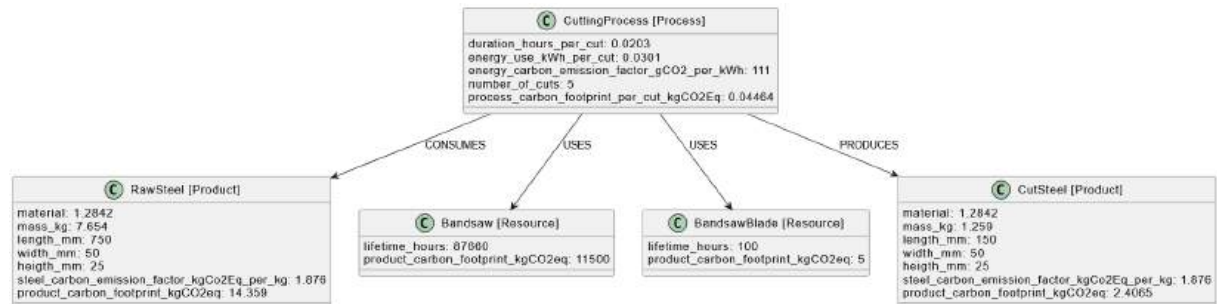 C CuttingProcess [Process]
duration_hours_per_cut: 0.0203
energy_use_kWh_per_cut: 0.0301
energy_carbon_emission_factor_gCO2_per_kWh: 111
number_of_cuts: 5
process_carbon_footprint_per_cut_kgCO2Eq: 0.04464
CONSUMES
USES
USES
PRODUCES
C RawSteel [Product]
material: 1.2842
mass_kg: 7.654
length_mm: 750
width_mm: 50
heigth_mm: 25
steel_carbon_emission_factor_kgCo2Eq_per_kg: 1.876
product_carbon_footprint_kgCO2eq: 14.359
C Bandsaw [Resource]
lifetime_hours: 87660
product_carbon_footprint_kgCO2eq: 11500
C BandsawBlade [Resource]
lifetime_hours: 100
product_carbon_footprint_kgCO2eq: 5
C CutSteel [Product]
material: 1.2842
mass_kg: 1.259
length_mm: 150
width_mm: 50
heigth_mm: 25
steel_carbon_emission_factor_kgCo2Eq_per_kg: 1.876
product_carbon_footprint_kgCO2eq: 2.4065